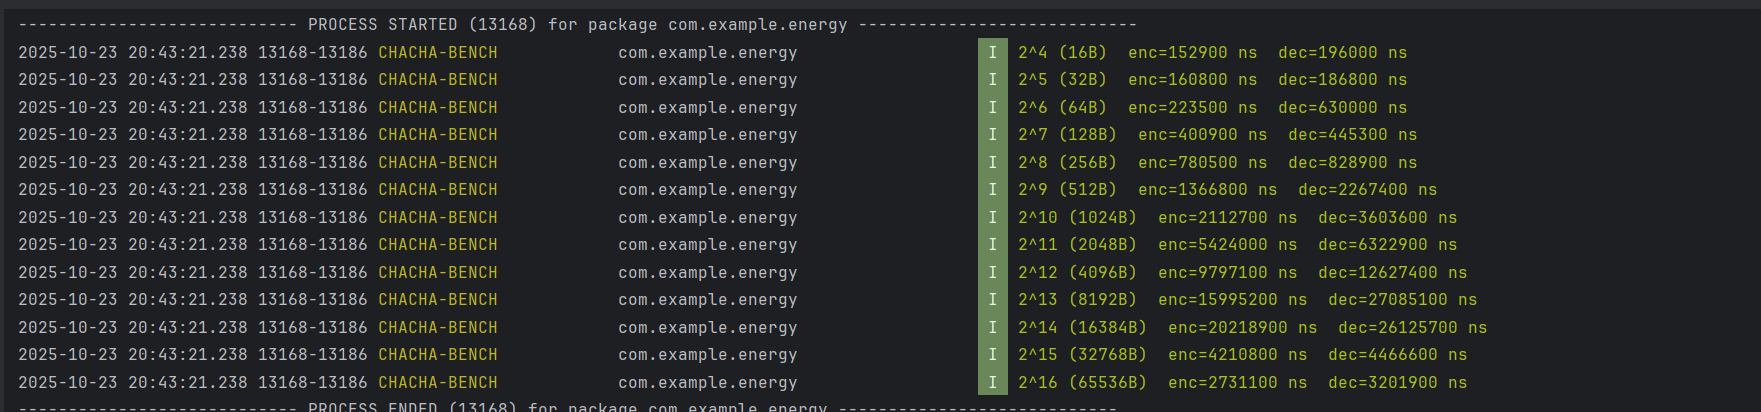 ---------------------------- PROCESS STARTED (13168) for package com.example.energy ----------------------------
2025-10-23 20:43:21.238 13168-13186 CHACHA-BENCH com.example.energy I 2^4 (16B) enc=152900 ns dec=196000 ns
2025-10-23 20:43:21.238 13168-13186 CHACHA-BENCH com.example.energy I 2^5 (32B) enc=160800 ns dec=186800 ns
2025-10-23 20:43:21.238 13168-13186 CHACHA-BENCH com.example.energy I 2^6 (64B) enc=223500 ns dec=630000 ns
2025-10-23 20:43:21.238 13168-13186 CHACHA-BENCH com.example.energy I 2^7 (128B) enc=400900 ns dec=445300 ns
2025-10-23 20:43:21.238 13168-13186 CHACHA-BENCH com.example.energy I 2^8 (256B) enc=780500 ns dec=828900 ns
2025-10-23 20:43:21.238 13168-13186 CHACHA-BENCH com.example.energy I 2^9 (512B) enc=1366800 ns dec=2267400 ns
2025-10-23 20:43:21.238 13168-13186 CHACHA-BENCH com.example.energy I 2^10 (1024B) enc=2112700 ns dec=3603600 ns
2025-10-23 20:43:21.238 13168-13186 CHACHA-BENCH com.example.energy I 2^11 (2048B) enc=5424000 ns dec=6322900 ns
2025-10-23 20:43:21.238 13168-13186 CHACHA-BENCH com.example.energy I 2^12 (4096B) enc=9797100 ns dec=12627400 ns
2025-10-23 20:43:21.238 13168-13186 CHACHA-BENCH com.example.energy I 2^13 (8192B) enc=15995200 ns dec=27085100 ns
2025-10-23 20:43:21.238 13168-13186 CHACHA-BENCH com.example.energy I 2^14 (16384B) enc=20218900 ns dec=26125700 ns
2025-10-23 20:43:21.238 13168-13186 CHACHA-BENCH com.example.energy I 2^15 (32768B) enc=4210800 ns dec=4466600 ns
2025-10-23 20:43:21.238 13168-13186 CHACHA-BENCH com.example.energy I 2^16 (65536B) enc=2731100 ns dec=3201900 ns
---------------------------- PROCESS ENDED (13168) for package com.example.energy ----------------------------